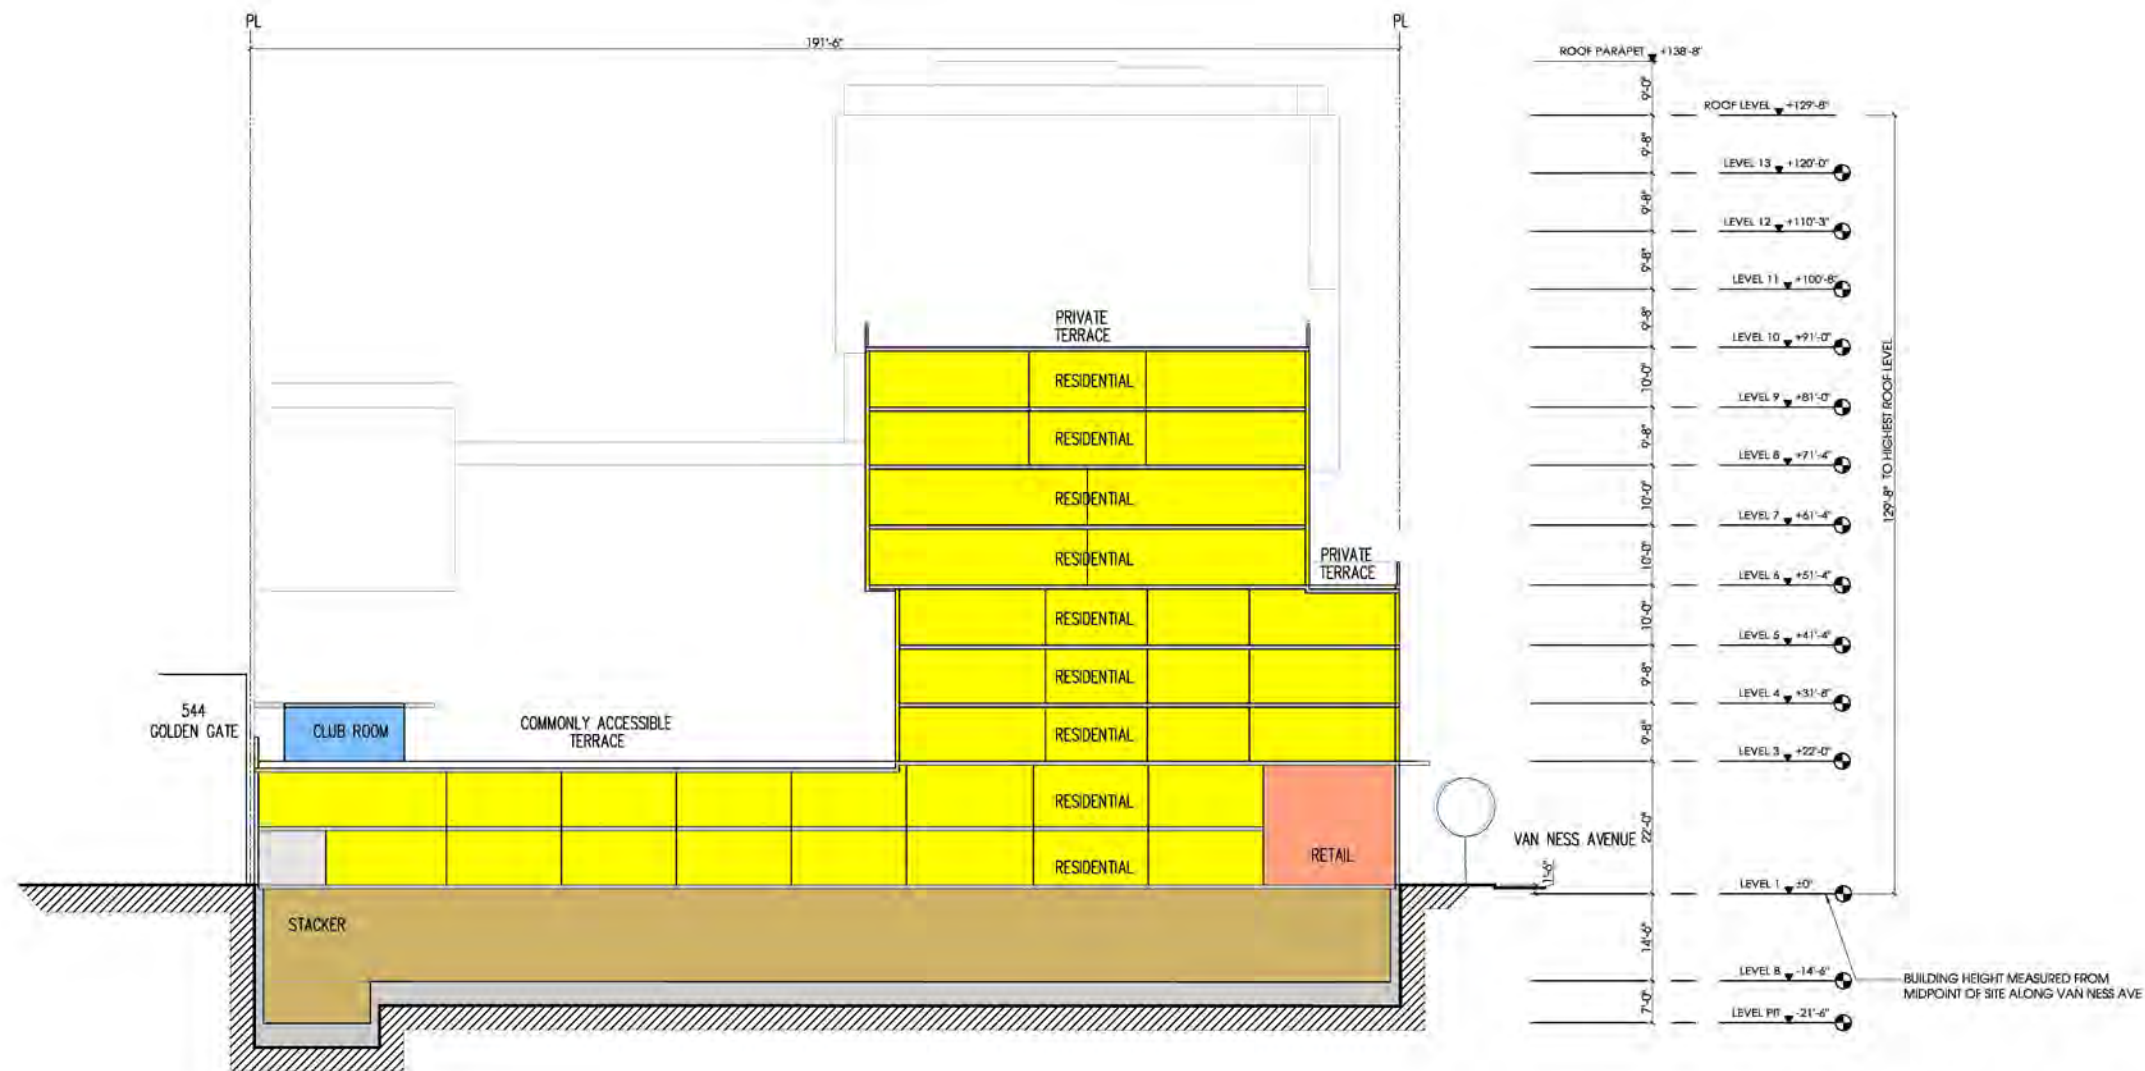 PL
PL
191'-6"
ROOF PARAPET +138'-8"
9'-0"
ROOF LEVEL +129'-8"
9'-8"
LEVEL 13 +120'-0"
9'-8"
LEVEL 12 +110'-3"
9'-8"
LEVEL 11 +100'-8"
9'-8"
LEVEL 10 +91'-0"
10'-0"
LEVEL 9 +81'-0"
9'-8"
LEVEL 8 +71'-4"
10'-0"
LEVEL 7 +61'-4"
10'-0"
LEVEL 6 +51'-4"
10'-0"
LEVEL 5 +41'-4"
9'-8"
LEVEL 4 +31'-8"
9'-8"
LEVEL 3 +22'-0"
22'-0"
LEVEL 1 ±0"
14'-6"
LEVEL B -14'-6"
7'-0"
LEVEL PIT -21'-6"
129'-8" TO HIGHEST ROOF LEVEL
BUILDING HEIGHT MEASURED FROM
MIDPOINT OF SITE ALONG VAN NESS AVE
PRIVATE
TERRACE
RESIDENTIAL
RESIDENTIAL
RESIDENTIAL
RESIDENTIAL
PRIVATE
TERRACE
RESIDENTIAL
RESIDENTIAL
RESIDENTIAL
544
GOLDEN GATE
CLUB ROOM
COMMONLY ACCESSIBLE
TERRACE
RESIDENTIAL
RESIDENTIAL
RETAIL
VAN NESS AVENUE
1'-6"
STACKER